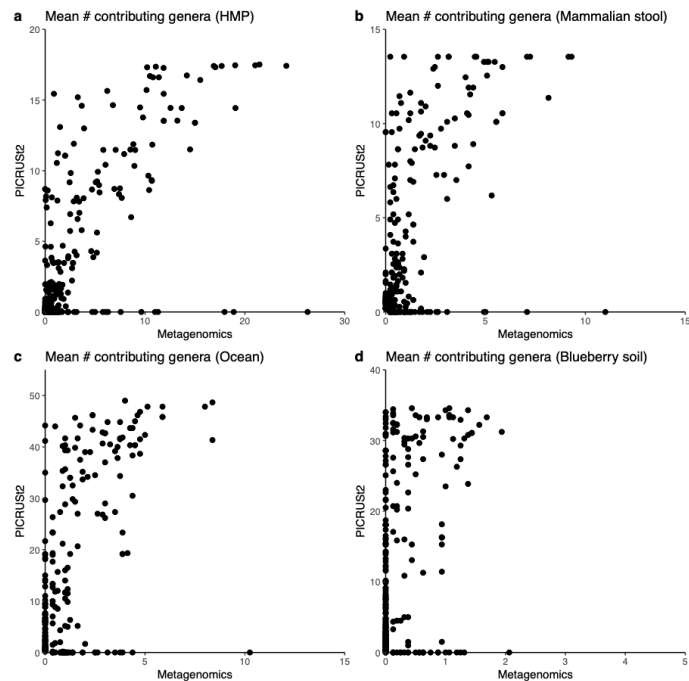 a Mean # contributing genera (HMP)
20
15
10
5
0
PICRUSt2
0 10 20 30
Metagenomics
b Mean # contributing genera (Mammalian stool)
15
10
5
0
PICRUSt2
0 5 10 15
Metagenomics
c Mean # contributing genera (Ocean)
50
40
30
20
10
0
PICRUSt2
0 5 10 15
Metagenomics
d Mean # contributing genera (Blueberry soil)
40
30
20
10
0
PICRUSt2
0 1 2 3 4 5
Metagenomics